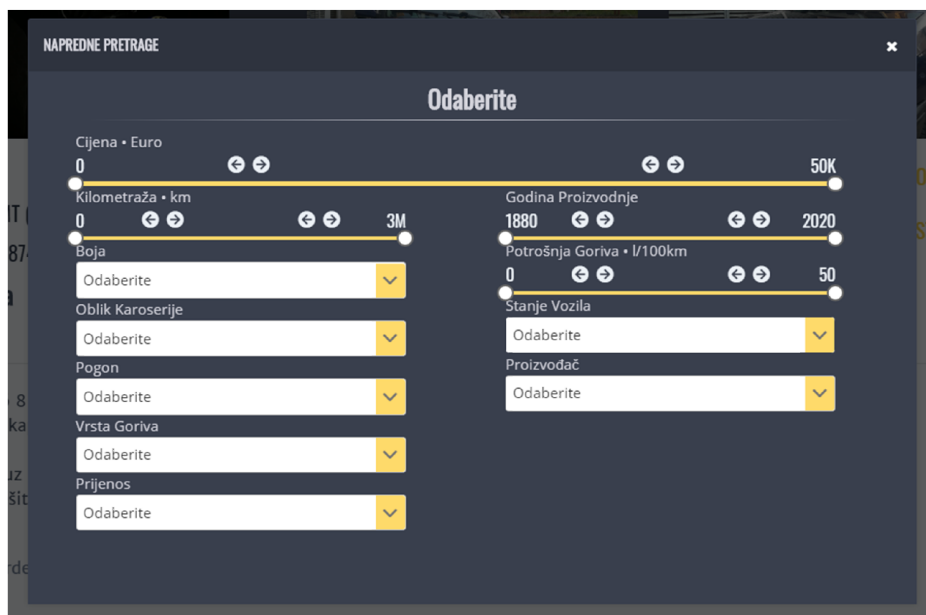 NAPREDNE PRETRAGE
Odaberite
Cijena • Euro
0 50K
Kilometraža • km
0 3M
Godina Proizvodnje
1880 2020
Boja
Odaberite
Potrošnja Goriva • l/100km
0 50
Oblik Karoserije
Odaberite
Stanje Vozila
Odaberite
Pogon
Odaberite
Proizvođač
Odaberite
Vrsta Goriva
Odaberite
Prijenos
Odaberite